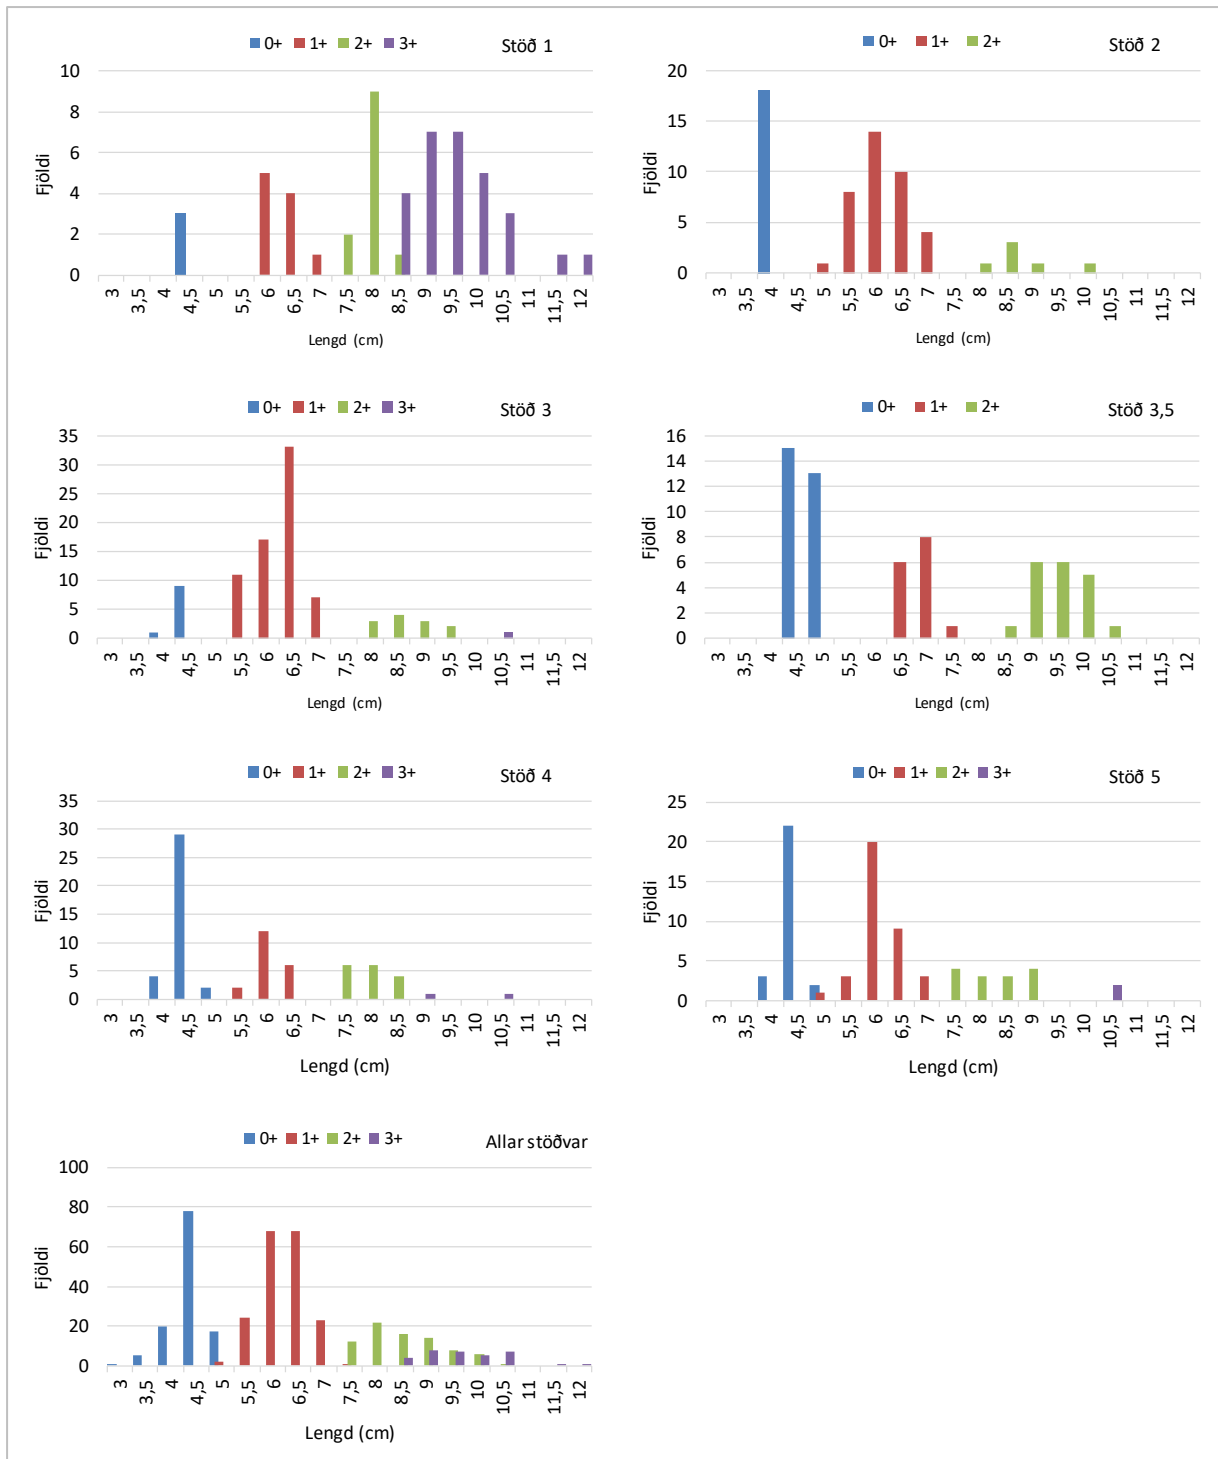 0+ 1+ 2+ 3+ Stöð 1
10
8
6
4
2
0
Fjöldi
3 3,5 4 4,5 5 5,5 6 6,5 7 7,5 8 8,5 9 9,5 10 10,5 11 11,5 12
Lengd (cm)
0+ 1+ 2+ Stöð 2
20
15
10
5
0
Fjöldi
3 3,5 4 4,5 5 5,5 6 6,5 7 7,5 8 8,5 9 9,5 10 10,5 11 11,5 12
Lengd (cm)
0+ 1+ 2+ 3+ Stöð 3
35
30
25
20
15
10
5
0
Fjöldi
3 3,5 4 4,5 5 5,5 6 6,5 7 7,5 8 8,5 9 9,5 10 10,5 11 11,5 12
Lengd (cm)
0+ 1+ 2+ Stöð 3,5
16
14
12
10
8
6
4
2
0
Fjöldi
3 3,5 4 4,5 5 5,5 6 6,5 7 7,5 8 8,5 9 9,5 10 10,5 11 11,5 12
Lengd (cm)
0+ 1+ 2+ 3+ Stöð 4
35
30
25
20
15
10
5
0
Fjöldi
3 3,5 4 4,5 5 5,5 6 6,5 7 7,5 8 8,5 9 9,5 10 10,5 11 11,5 12
Lengd (cm)
0+ 1+ 2+ 3+ Stöð 5
25
20
15
10
5
0
Fjöldi
3 3,5 4 4,5 5 5,5 6 6,5 7 7,5 8 8,5 9 9,5 10 10,5 11 11,5 12
Lengd (cm)
0+ 1+ 2+ 3+ Allar stöðvar
100
80
60
40
20
0
Fjöldi
3 3,5 4 4,5 5 5,5 6 6,5 7 7,5 8 8,5 9 9,5 10 10,5 11 11,5 12
Lengd (cm)